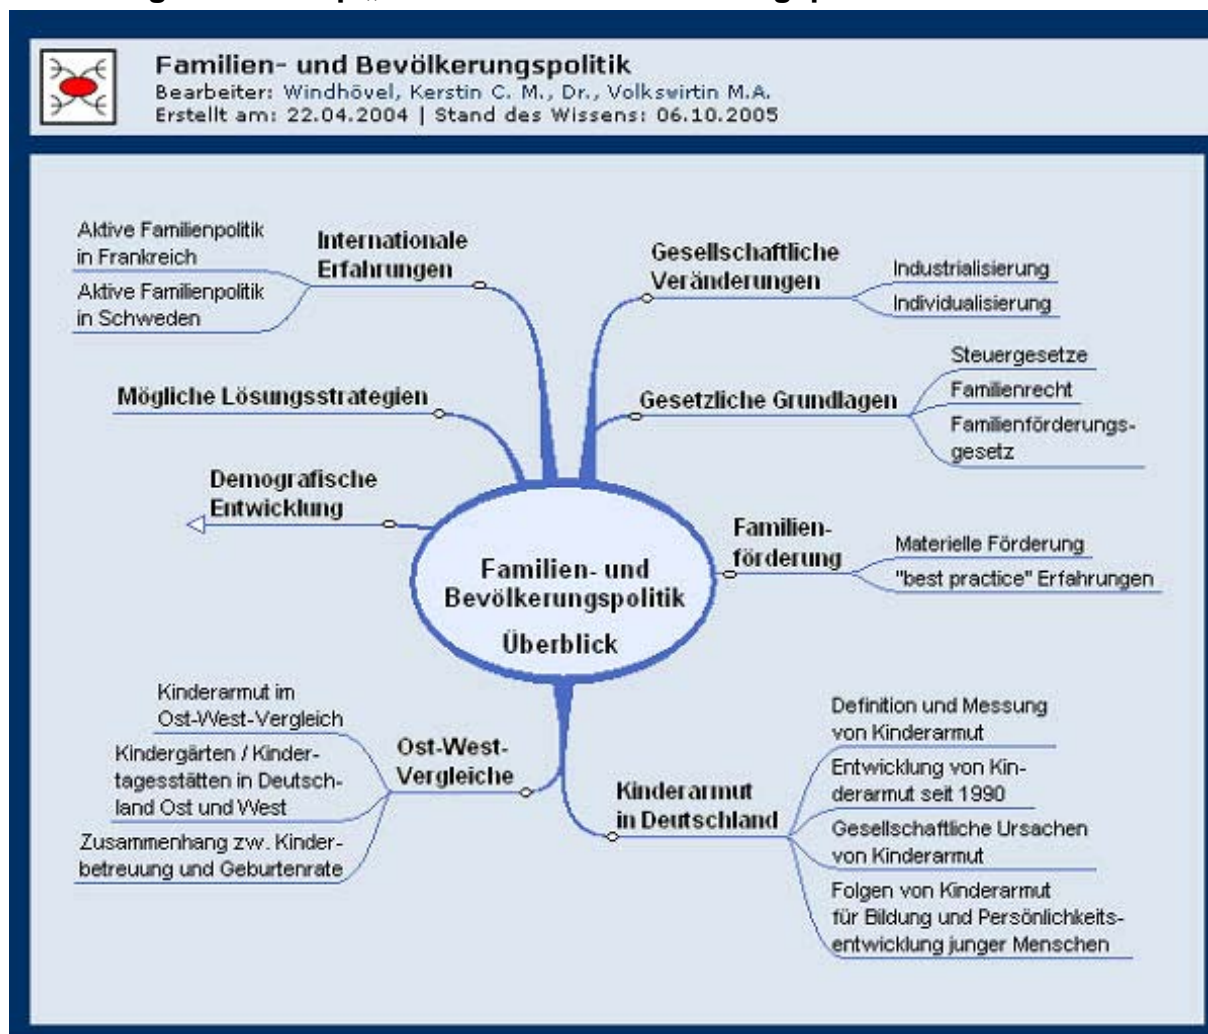 Familien- und Bevölkerungspolitik
Bearbeiter: Windhövel, Kerstin C. M., Dr., Volkswirtin M.A.
Erstellt am: 22.04.2004 | Stand des Wissens: 06.10.2005
Aktive Familienpolitik
in Frankreich
Aktive Familienpolitik
in Schweden
Internationale
Erfahrungen
Gesellschaftliche
Veränderungen
Industrialisierung
Individualisierung
Mögliche Lösungsstrategien
Gesetzliche Grundlagen
Steuergesetze
Familienrecht
Familienförderungs-
gesetz
Demografische
Entwicklung
Familien-
förderung
Materielle Förderung
"best practice" Erfahrungen
Familien- und
Bevölkerungspolitik
Überblick
Kinderarmut im
Ost-West-Vergleich
Kindergärten / Kinder-
tagesstätten in Deutsch-
land Ost und West
Zusammenhang zw. Kinder-
betreuung und Geburtenrate
Ost-West-
Vergleiche
Kinderarmut
in Deutschland
Definition und Messung
von Kinderarmut
Entwicklung von Kin-
derarmut seit 1990
Gesellschaftliche Ursachen
von Kinderarmut
Folgen von Kinderarmut
für Bildung und Persönlichkeits-
entwicklung junger Menschen